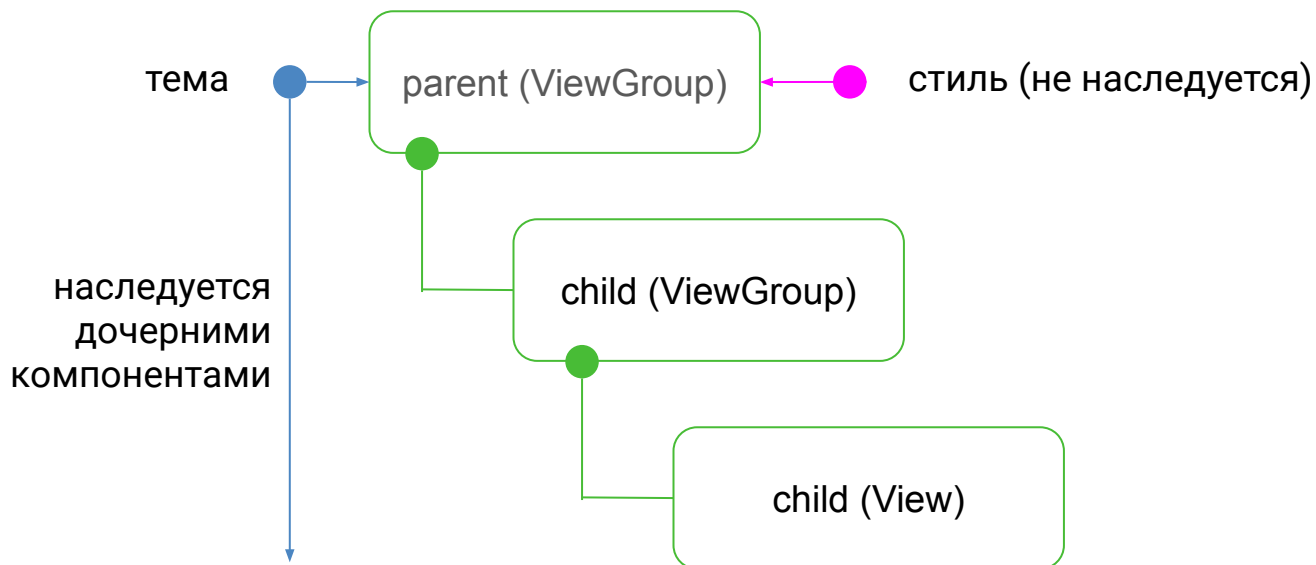 тема
parent (ViewGroup)
стиль (не наследуется)
наследуется
дочерними
компонентами
child (ViewGroup)
child (View)